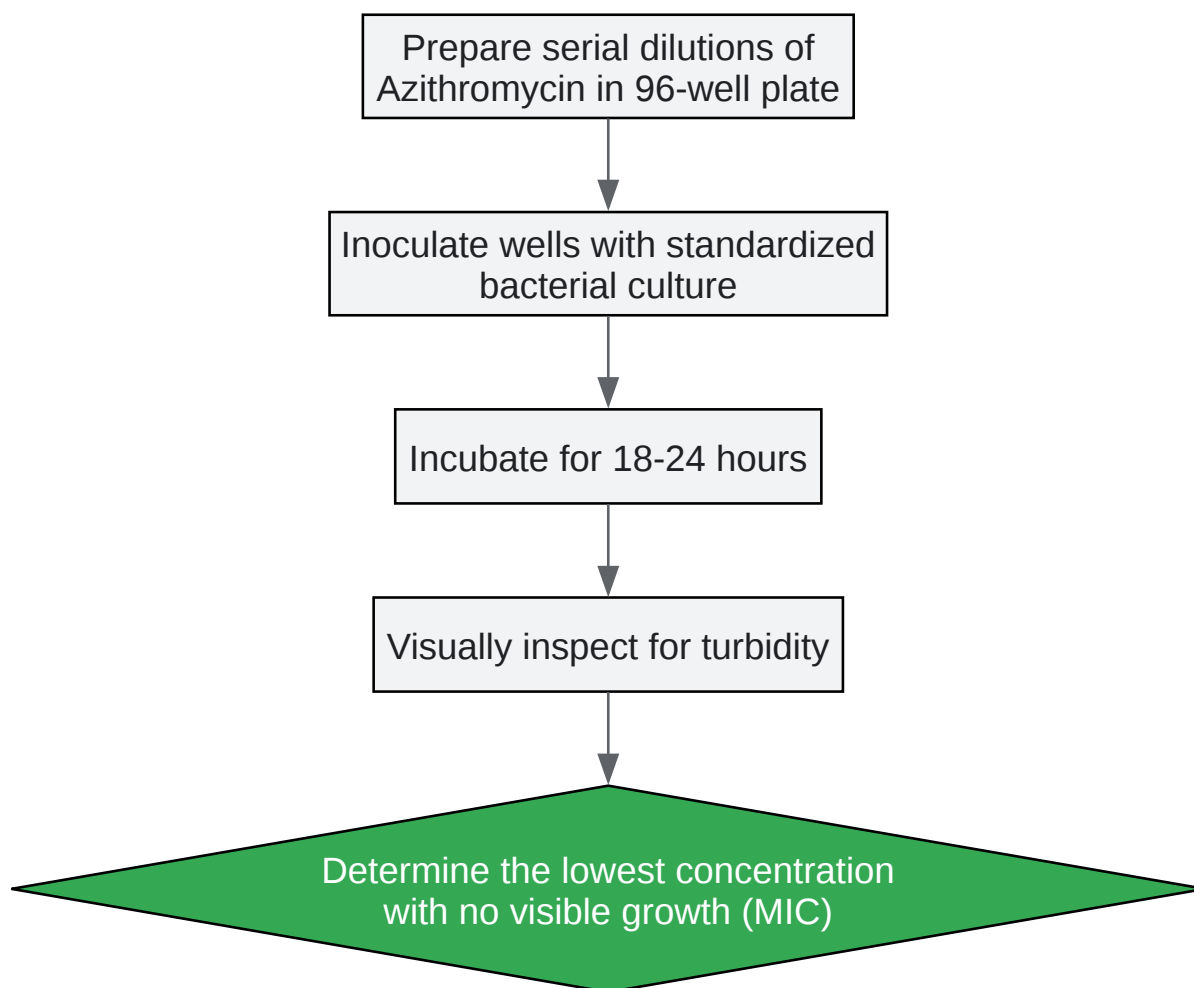 Prepare serial dilutions of
Azithromycin in 96-well plate
Inoculate wells with standardized
bacterial culture
Incubate for 18-24 hours
Visually inspect for turbidity
Determine the lowest concentration
with no visible growth (MIC)